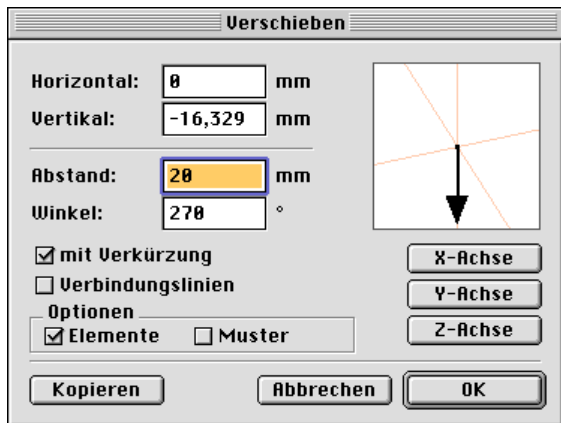 Verschieben
Horizontal: 0 mm
Vertikal: -16,329 mm
Abstand: 20 mm
Winkel: 270 °
mit Verkürzung
Verbindungslinien
Optionen
Elemente Muster
X-Achse
Y-Achse
Z-Achse
Kopieren Abbrechen OK